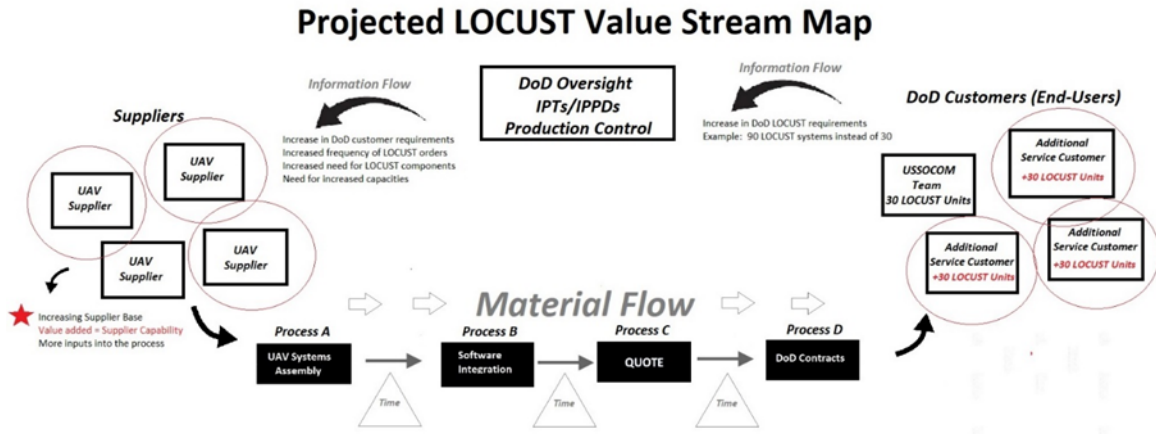 Projected LOCUST Value Stream Map
Information Flow
DoD Oversight
IPTs/IPPDs
Production Control
Information Flow
Suppliers
Increase in DoD customer requirements
Increased frequency of LOCUST orders
Increased need for LOCUST components
Need for increased capacities
Increase in DoD LOCUST requirements
Example: 90 LOCUST systems instead of 30
DoD Customers (End-Users)
UAV
Supplier
UAV
Supplier
UAV
Supplier
UAV
Supplier
USSOCOM
Team
30 LOCUST Units
Additional
Service Customer
+30 LOCUST Units
Additional
Service Customer
+30 LOCUST Units
Additional
Service Customer
+30 LOCUST Units
Increasing Supplier Base
Value added = Supplier Capability
More inputs into the process
Material Flow
Process A
UAV Systems
Assembly
Process B
Software
Integration
Process C
QUOTE
Process D
DoD Contracts
Time
Time
Time